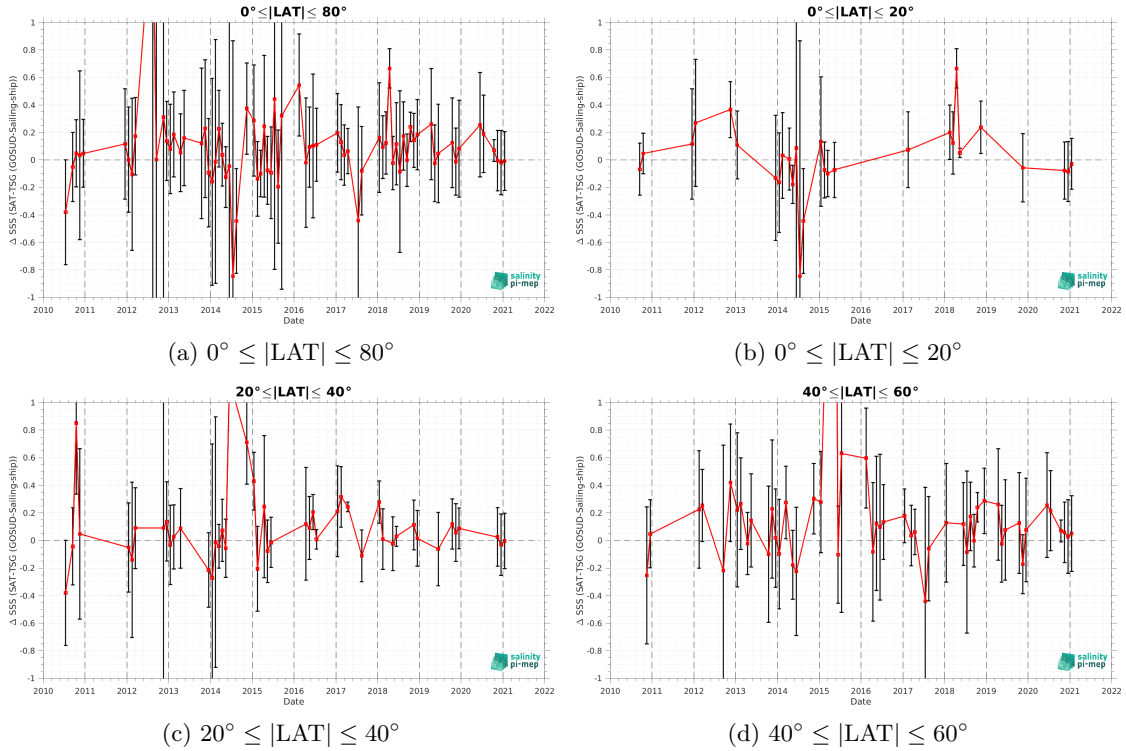 0°≤|LAT|≤ 80°
Δ SSS (SAT-TSG (GOSUD-Sailing-ship))
1
0.8
0.6
0.4
0.2
0
-0.2
-0.4
-0.6
-0.8
-1
2010 2011 2012 2013 2014 2015 2016 2017 2018 2019 2020 2021 2022
Date
salinity
pi-mep
(a) 0° ≤ |LAT| ≤ 80°
0°≤|LAT|≤ 20°
Δ SSS (SAT-TSG (GOSUD-Sailing-ship))
1
0.8
0.6
0.4
0.2
0
-0.2
-0.4
-0.6
-0.8
-1
2010 2011 2012 2013 2014 2015 2016 2017 2018 2019 2020 2021 2022
Date
salinity
pi-mep
(b) 0° ≤ |LAT| ≤ 20°
20°≤|LAT|≤ 40°
Δ SSS (SAT-TSG (GOSUD-Sailing-ship))
1
0.8
0.6
0.4
0.2
0
-0.2
-0.4
-0.6
-0.8
-1
2010 2011 2012 2013 2014 2015 2016 2017 2018 2019 2020 2021 2022
Date
salinity
pi-mep
(c) 20° ≤ |LAT| ≤ 40°
40°≤|LAT|≤ 60°
Δ SSS (SAT-TSG (GOSUD-Sailing-ship))
1
0.8
0.6
0.4
0.2
0
-0.2
-0.4
-0.6
-0.8
-1
2010 2011 2012 2013 2014 2015 2016 2017 2018 2019 2020 2021 2022
Date
salinity
pi-mep
(d) 40° ≤ |LAT| ≤ 60°